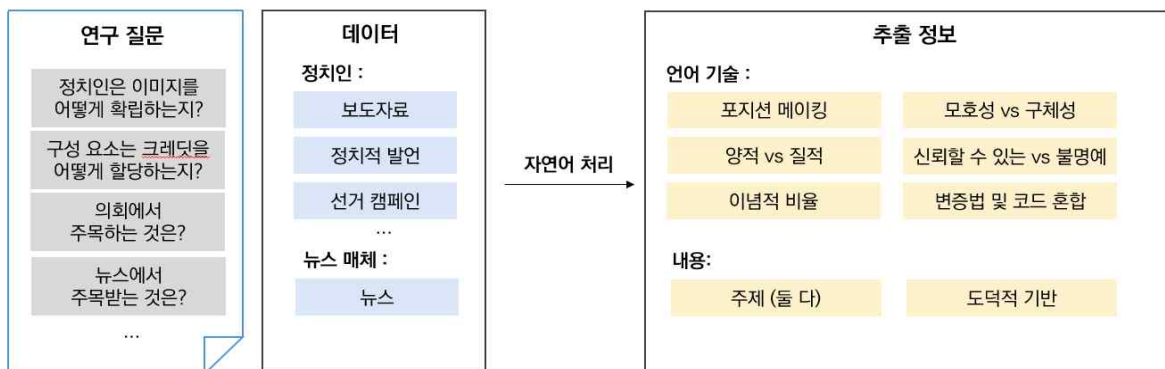 연구 질문
정치인은 이미지를
어떻게 확립하는지?
구성 요소는 크레딧을
어떻게 할당하는지?
의회에서
주목하는 것은?
뉴스에서
주목받는 것은?
...
데이터
정치인 :
보도자료
정치적 발언
선거 캠페인
...
뉴스 매체 :
뉴스
자연어 처리
추출 정보
언어 기술 :
포지션 메이킹
모호성 vs 구체성
양적 vs 질적
신뢰할 수 있는 vs 불명예
이념적 비율
변증법 및 코드 혼합
내용:
주제 (둘 다)
도덕적 기반